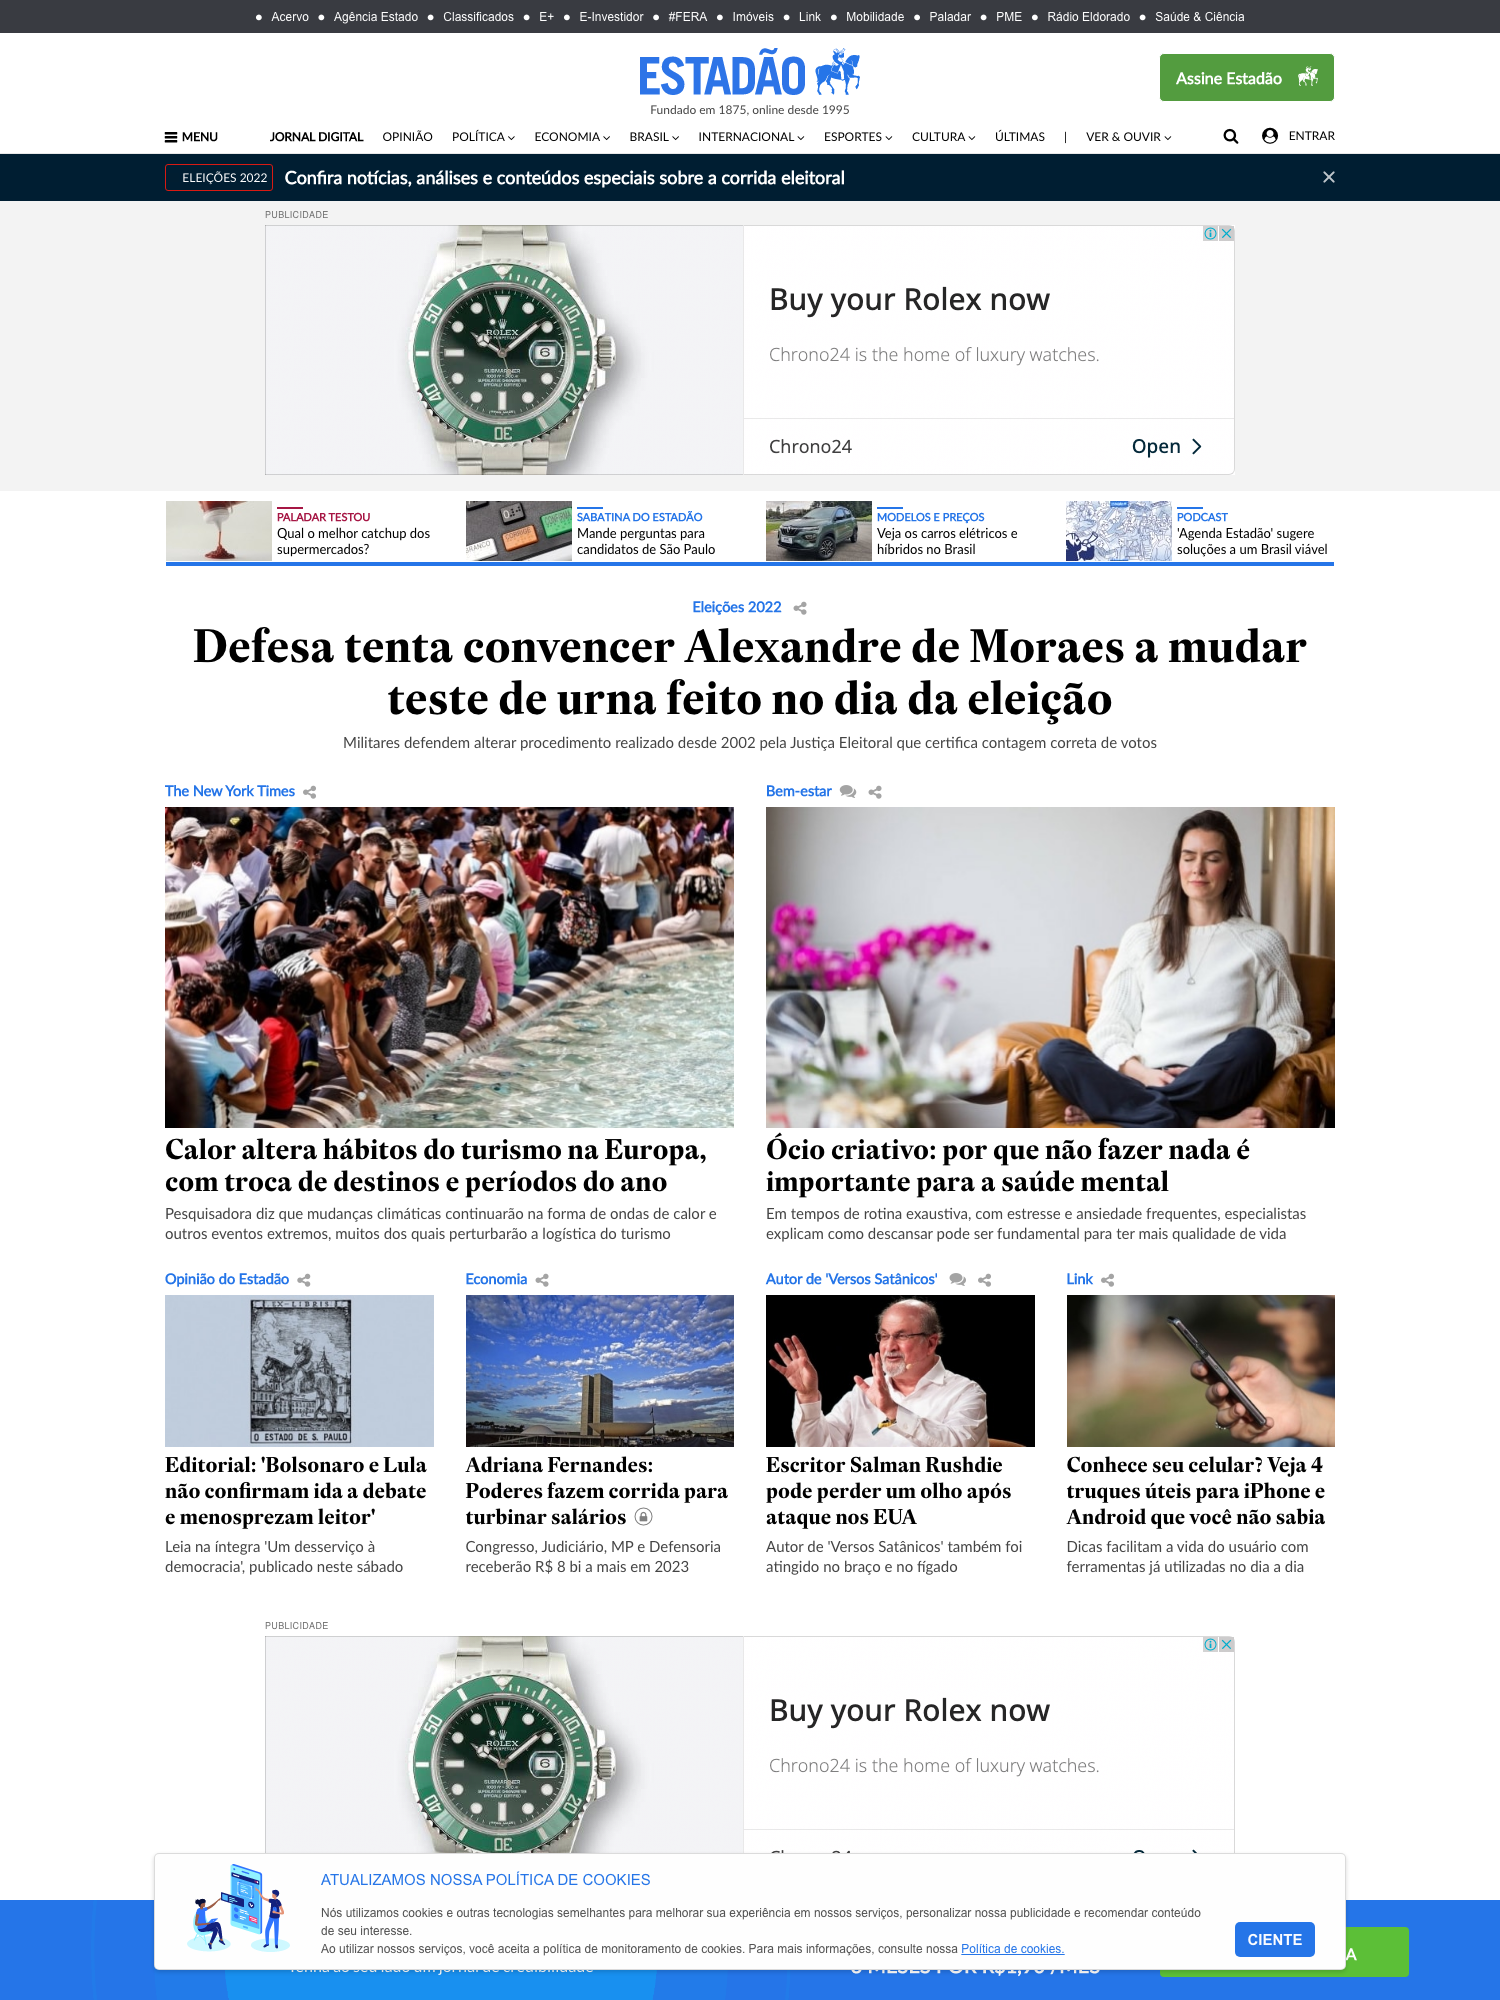 Acervo Agência Estado Classificados E+ E-Investidor #FERA Imóveis Link Mobilidade Paladar PME Rádio Eldorado Saúde & Ciência
ESTADÃO
Fundado em 1875, online desde 1995
Assine Estadão
MENU JORNAL DIGITAL OPINIÃO POLÍTICA ECONOMIA BRASIL INTERNACIONAL ESPORTES CULTURA ÚLTIMAS | VER & OUVIR ENTRAR
ELEIÇÕES 2022 Confira notícias, análises e conteúdos especiais sobre a corrida eleitoral
PUBLICIDADE
ROLEX
Buy your Rolex now
Chrono24 is the home of luxury watches.
Chrono24
Open
PALADAR TESTOU
Qual o melhor catchup dos
supermercados?
BRANCO
CONFIRMA
SABATINA DO ESTADÃO
Mande perguntas para
candidatos de São Paulo
MODELOS E PREÇOS
Veja os carros elétricos e
híbridos no Brasil
PODCAST
'Agenda Estadão' sugere
soluções a um Brasil viável
Eleições 2022
Defesa tenta convencer Alexandre de Moraes a mudar
teste de urna feito no dia da eleição
Militares defendem alterar procedimento realizado desde 2002 pela Justiça Eleitoral que certifica contagem correta de votos
The New York Times
Calor altera hábitos do turismo na Europa,
com troca de destinos e períodos do ano
Pesquisadora diz que mudanças climáticas continuarão na forma de ondas de calor e
outros eventos extremos, muitos dos quais perturbarão a logística do turismo
Bem-estar
Ócio criativo: por que não fazer nada é
importante para a saúde mental
Em tempos de rotina exaustiva, com estresse e ansiedade frequentes, especialistas
explicam como descansar pode ser fundamental para ter mais qualidade de vida
Opinião do Estadão
EX-LIBRIS
O ESTADO DE S. PAULO
Editorial: 'Bolsonaro e Lula
não confirmam ida a debate
e menosprezam leitor'
Leia na íntegra 'Um desserviço à
democracia', publicado neste sábado
Economia
Adriana Fernandes:
Poderes fazem corrida para
turbinar salários
Congresso, Judiciário, MP e Defensoria
receberão R$ 8 bi a mais em 2023
Autor de 'Versos Satânicos'
Escritor Salman Rushdie
pode perder um olho após
ataque nos EUA
Autor de 'Versos Satânicos' também foi
atingido no braço e no fígado
Link
Conhece seu celular? Veja 4
truques úteis para iPhone e
Android que você não sabia
Dicas facilitam a vida do usuário com
ferramentas já utilizadas no dia a dia
PUBLICIDADE
ROLEX
Buy your Rolex now
Chrono24 is the home of luxury watches.
ATUALIZAMOS NOSSA POLÍTICA DE COOKIES
Nós utilizamos cookies e outras tecnologias semelhantes para melhorar sua experiência em nossos serviços, personalizar nossa publicidade e recomendar conteúdo
de seu interesse.
Ao utilizar nossos serviços, você aceita a política de monitoramento de cookies. Para mais informações, consulte nossa Política de cookies.
CIENTE